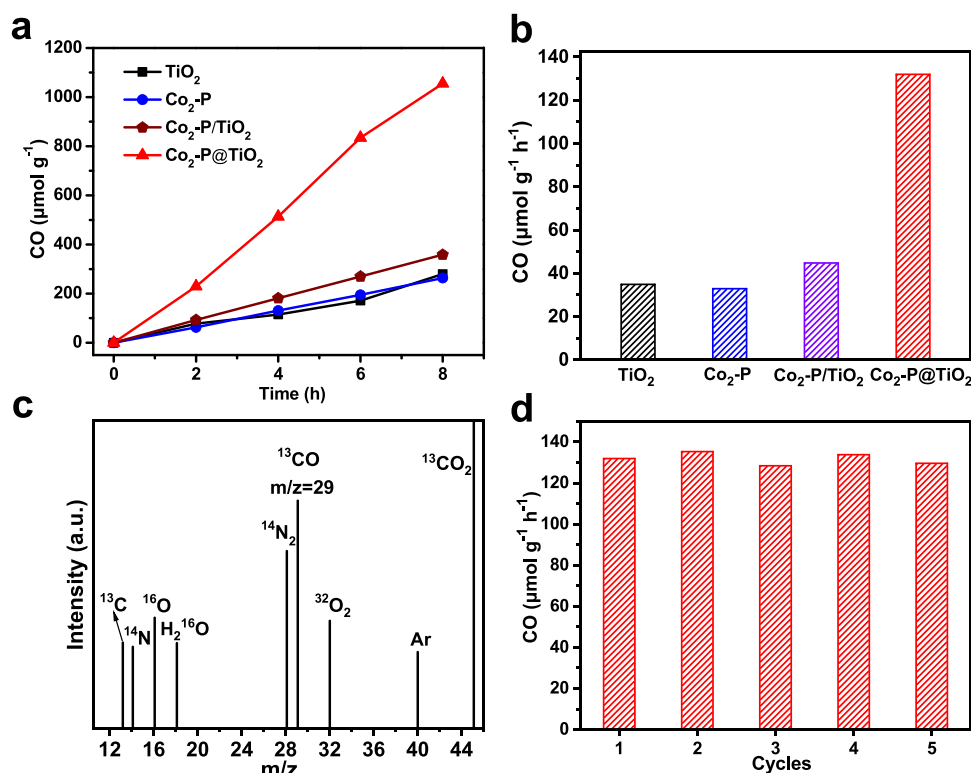 a
1200
1000
800
600
400
200
0
CO (μmol g⁻¹)
TiO₂
Co₂-P
Co₂-P/TiO₂
Co₂-P@TiO₂
0 2 4 6 8
Time (h)
b
140
120
100
80
60
40
20
0
CO (μmol g⁻¹ h⁻¹)
TiO₂ Co₂-P Co₂-P/TiO₂ Co₂-P@TiO₂
c
Intensity (a.u.)
¹³CO
m/z=29
¹³CO₂
¹⁴N₂
¹³C
¹⁴N
¹⁶O
H₂¹⁶O
³²O₂
Ar
12 16 20 24 28 32 36 40 44
m/z
d
140
120
100
80
60
40
20
0
CO (μmol g⁻¹ h⁻¹)
1 2 3 4 5
Cycles